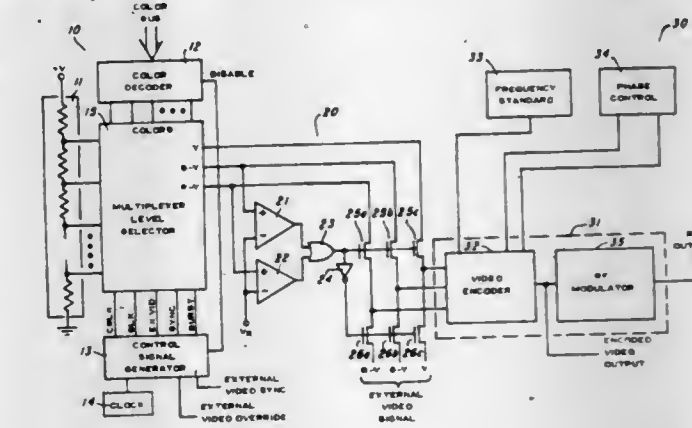 COLOR
BUS
10
12
COLOR
DECODER
DISABLE
+V
11
15
COLORS
MULTIPLEXER
LEVEL
SELECTOR
Y
R-Y
B-Y
20
CBLK
BLK
EXVID
SYNC
BURST
13
CONTROL
SIGNAL
GENERATOR
14
CLOCK
EXTERNAL
VIDEO SYNC
EXTERNAL
VIDEO OVERRIDE
21
22
23
24
25a
25b
25c
26a
26b
26c
B-Y
R-Y
Y
EXTERNAL
VIDEO
SIGNAL
30
33
FREQUENCY
STANDARD
34
PHASE
CONTROL
31
32
VIDEO
ENCODER
35
RF
MODULATOR
ENCODED
VIDEO
OUTPUT